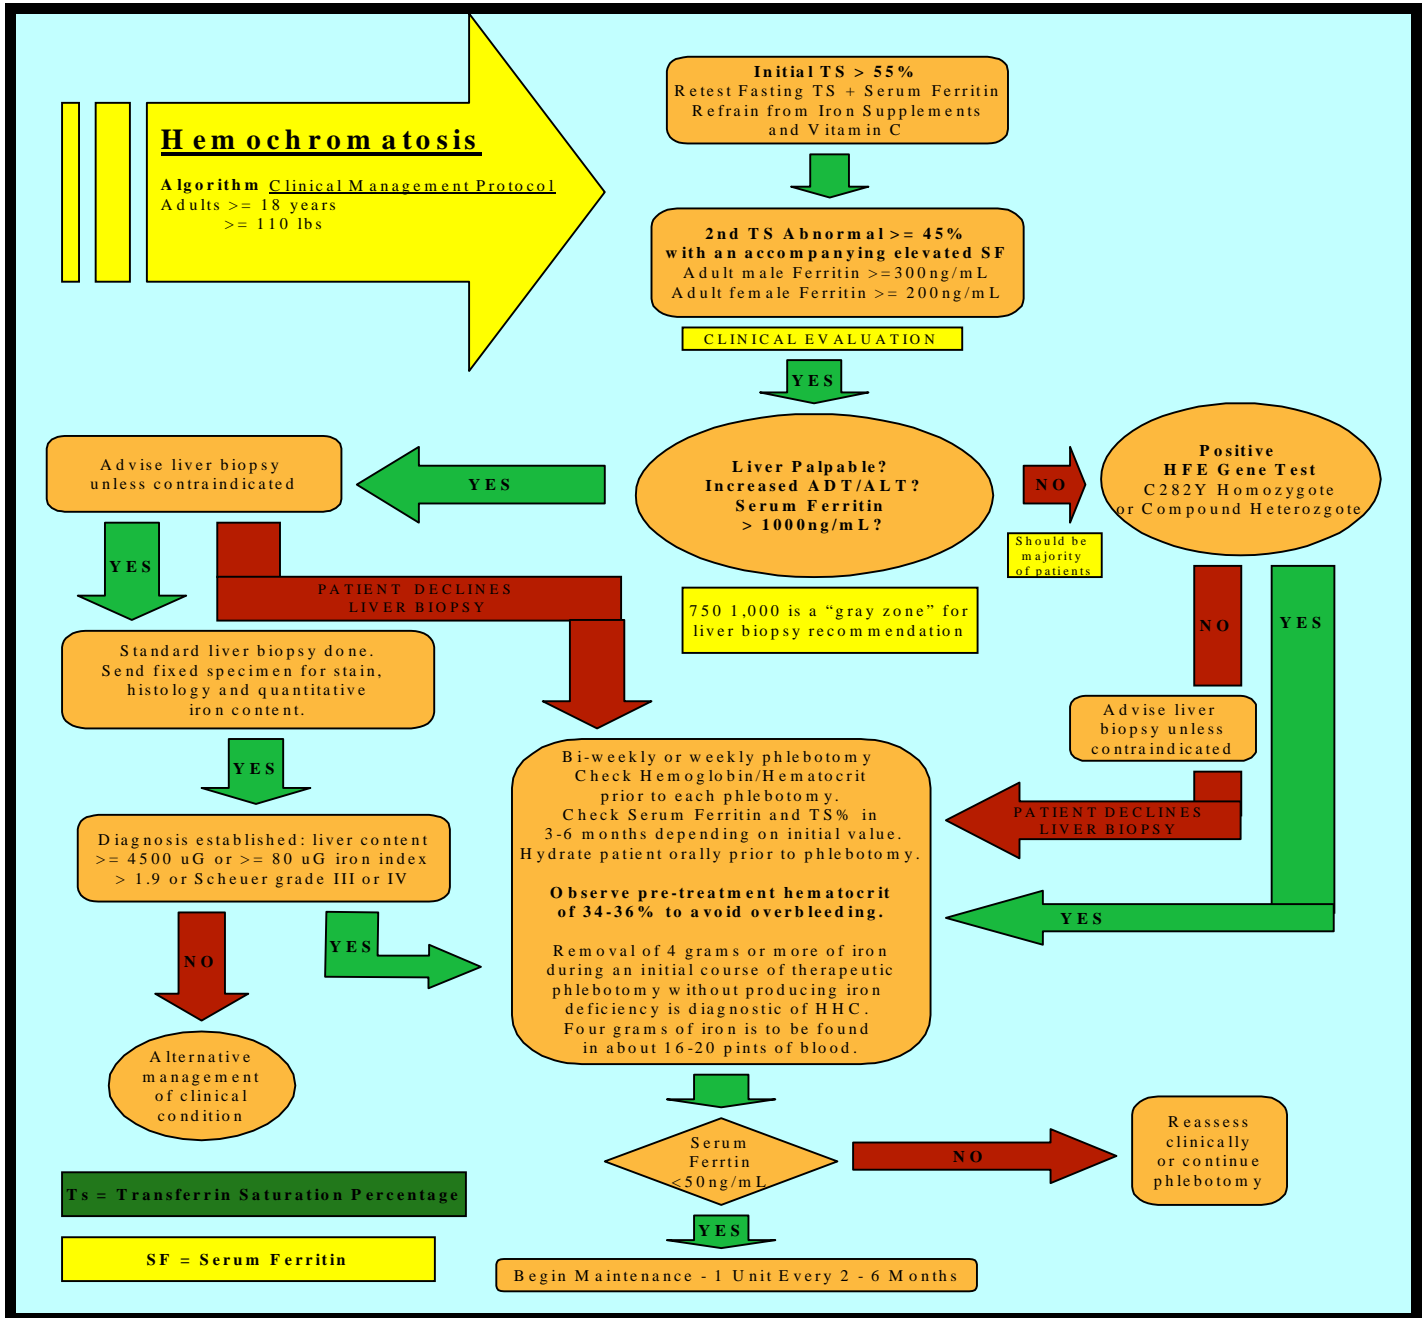 Hemochromatosis
Algorithm Clinical Management Protocol
Adults >= 18 years
>= 110 lbs
Initial TS > 55%
Retest Fasting TS + Serum Ferritin
Refrain from Iron Supplements
and Vitamin C
2nd TS Abnormal >= 45%
with an accompanying elevated SF
Adult male Ferritin >=300ng/mL
Adult female Ferritin >= 200ng/mL
CLINICAL EVALUATION
YES
Liver Palpable?
Increased ADT/ALT?
Serum Ferritin
> 1000ng/mL?
YES
NO
Should be
majority
of patients
Positive
HFE Gene Test
C282Y Homozygote
or Compound Heterozgote
Advise liver biopsy
unless contraindicated
YES
PATIENT DECLINES
LIVER BIOPSY
750 1,000 is a “gray zone” for
liver biopsy recommendation
NO
YES
Standard liver biopsy done.
Send fixed specimen for stain,
histology and quantitative
iron content.
Advise liver
biopsy unless
contraindicated
YES
PATIENT DECLINES
LIVER BIOPSY
YES
Diagnosis established: liver content
>= 4500 uG or >= 80 uG iron index
> 1.9 or Scheuer grade III or IV
NO
YES
Bi-weekly or weekly phlebotomy
Check Hemoglobin/Hematocrit
prior to each phlebotomy.
Check Serum Ferritin and TS% in
3-6 months depending on initial value.
Hydrate patient orally prior to phlebotomy.
Observe pre-treatment hematocrit
of 34-36% to avoid overbleeding.
Removal of 4 grams or more of iron
during an initial course of therapeutic
phlebotomy without producing iron
deficiency is diagnostic of HHC.
Four grams of iron is to be found
in about 16-20 pints of blood.
Alternative
management
of clinical
condition
Serum
Ferrtin
<50ng/mL
NO
Reassess
clinically
or continue
phlebotomy
YES
Begin Maintenance - 1 Unit Every 2 - 6 Months
Ts = Transferrin Saturation Percentage
SF = Serum Ferritin